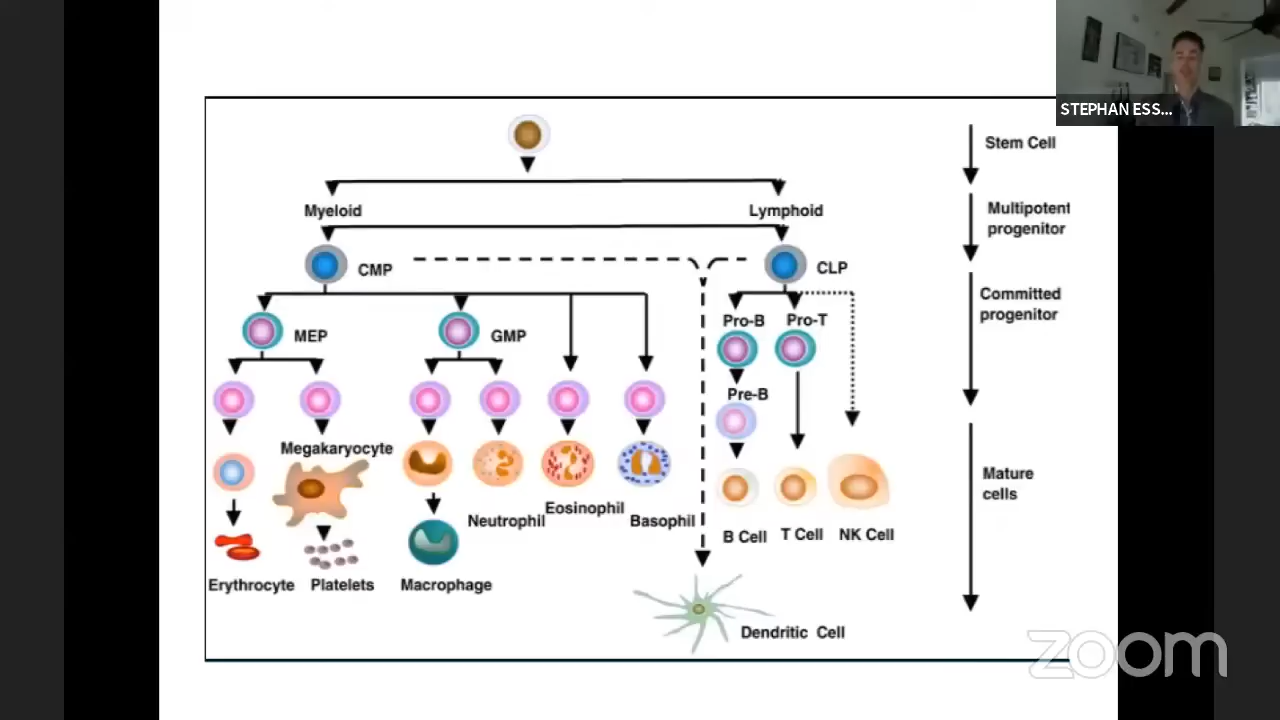 STEPHAN ESS...
Stem Cell
Myeloid
Lymphoid
Multipotent
progenitor
CMP
CLP
Committed
progenitor
MEP
GMP
Pro-B
Pro-T
Pre-B
Megakaryocyte
Mature
cells
Neutrophil
Eosinophil
Basophil
B Cell
T Cell
NK Cell
Erythrocyte
Platelets
Macrophage
Dendritic Cell
zoom